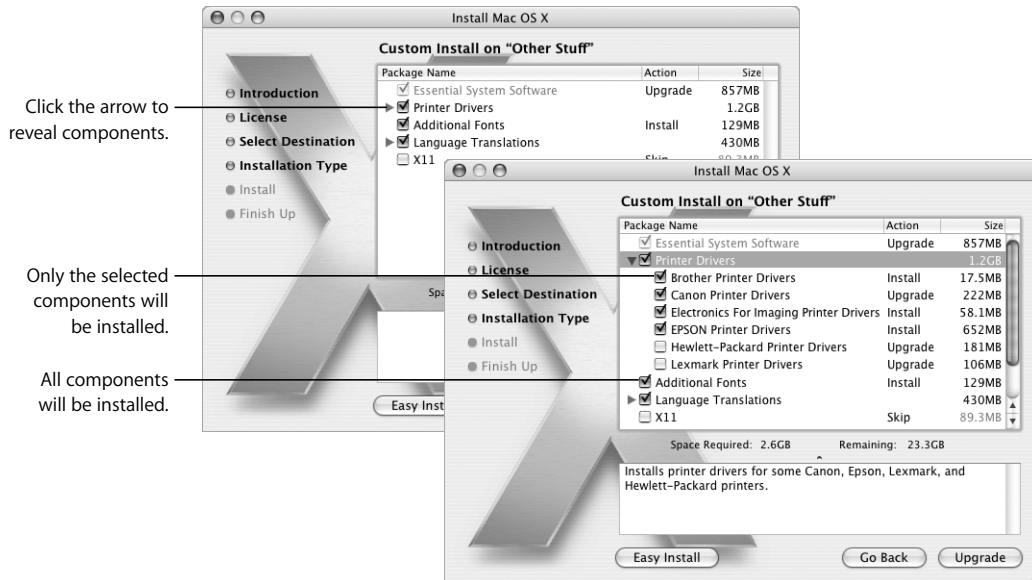 Install Mac OS X
Custom Install on “Other Stuff”
Package Name Action Size
Essential System Software Upgrade 857MB
Printer Drivers 1.2GB
Additional Fonts Install 129MB
Language Translations 430MB
X11 Skip 89.3MB
Introduction
License
Select Destination
Installation Type
Install
Finish Up
Spa
Easy Inst
Click the arrow to
reveal components.
Only the selected
components will
be installed.
All components
will be installed.
Install Mac OS X
Custom Install on “Other Stuff”
Introduction
License
Select Destination
Installation Type
Install
Finish Up
Package Name Action Size
Essential System Software Upgrade 857MB
Printer Drivers 1.2GB
Brother Printer Drivers Install 17.5MB
Canon Printer Drivers Upgrade 222MB
Electronics For Imaging Printer Drivers Install 58.1MB
EPSON Printer Drivers Install 652MB
Hewlett-Packard Printer Drivers Upgrade 181MB
Lexmark Printer Drivers Upgrade 106MB
Additional Fonts Install 129MB
Language Translations 430MB
X11 Skip 89.3MB
Space Required: 2.6GB Remaining: 23.3GB
Installs printer drivers for some Canon, Epson, Lexmark, and
Hewlett-Packard printers.
Easy Install Go Back Upgrade